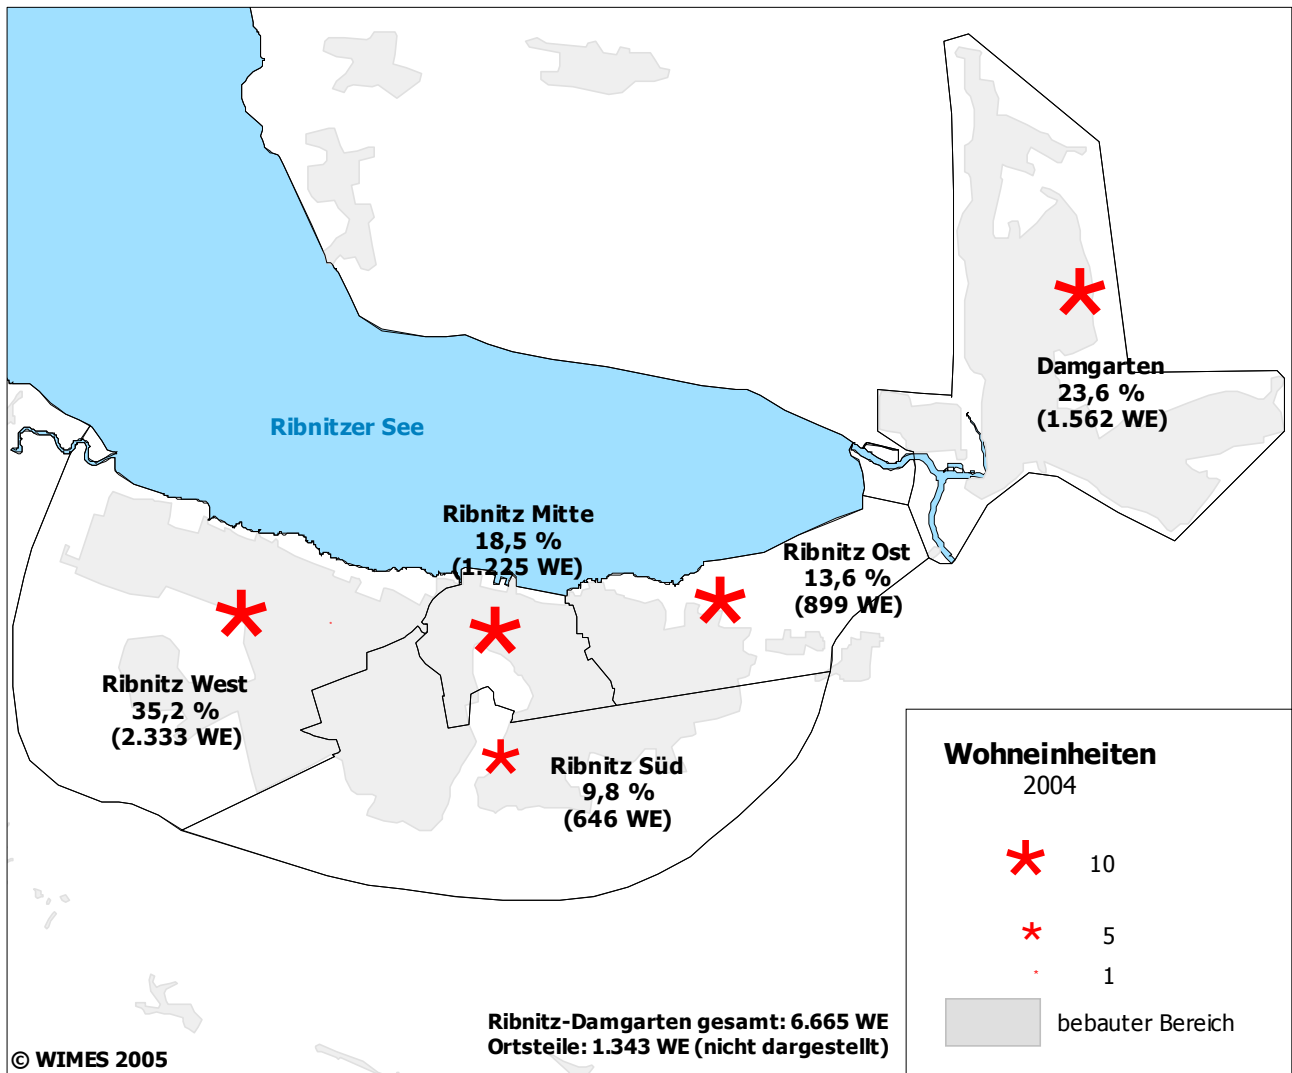 Damgarten
23,6 %
(1.562 WE)
Ribnitzer See
Ribnitz Mitte
18,5 %
(1.225 WE)
Ribnitz Ost
13,6 %
(899 WE)
Ribnitz West
35,2 %
(2.333 WE)
Ribnitz Süd
9,8 %
(646 WE)
Wohneinheiten
2004
10
5
1
bebauter Bereich
Ribnitz-Damgarten gesamt: 6.665 WE
Ortsteile: 1.343 WE (nicht dargestellt)
© WIMES 2005